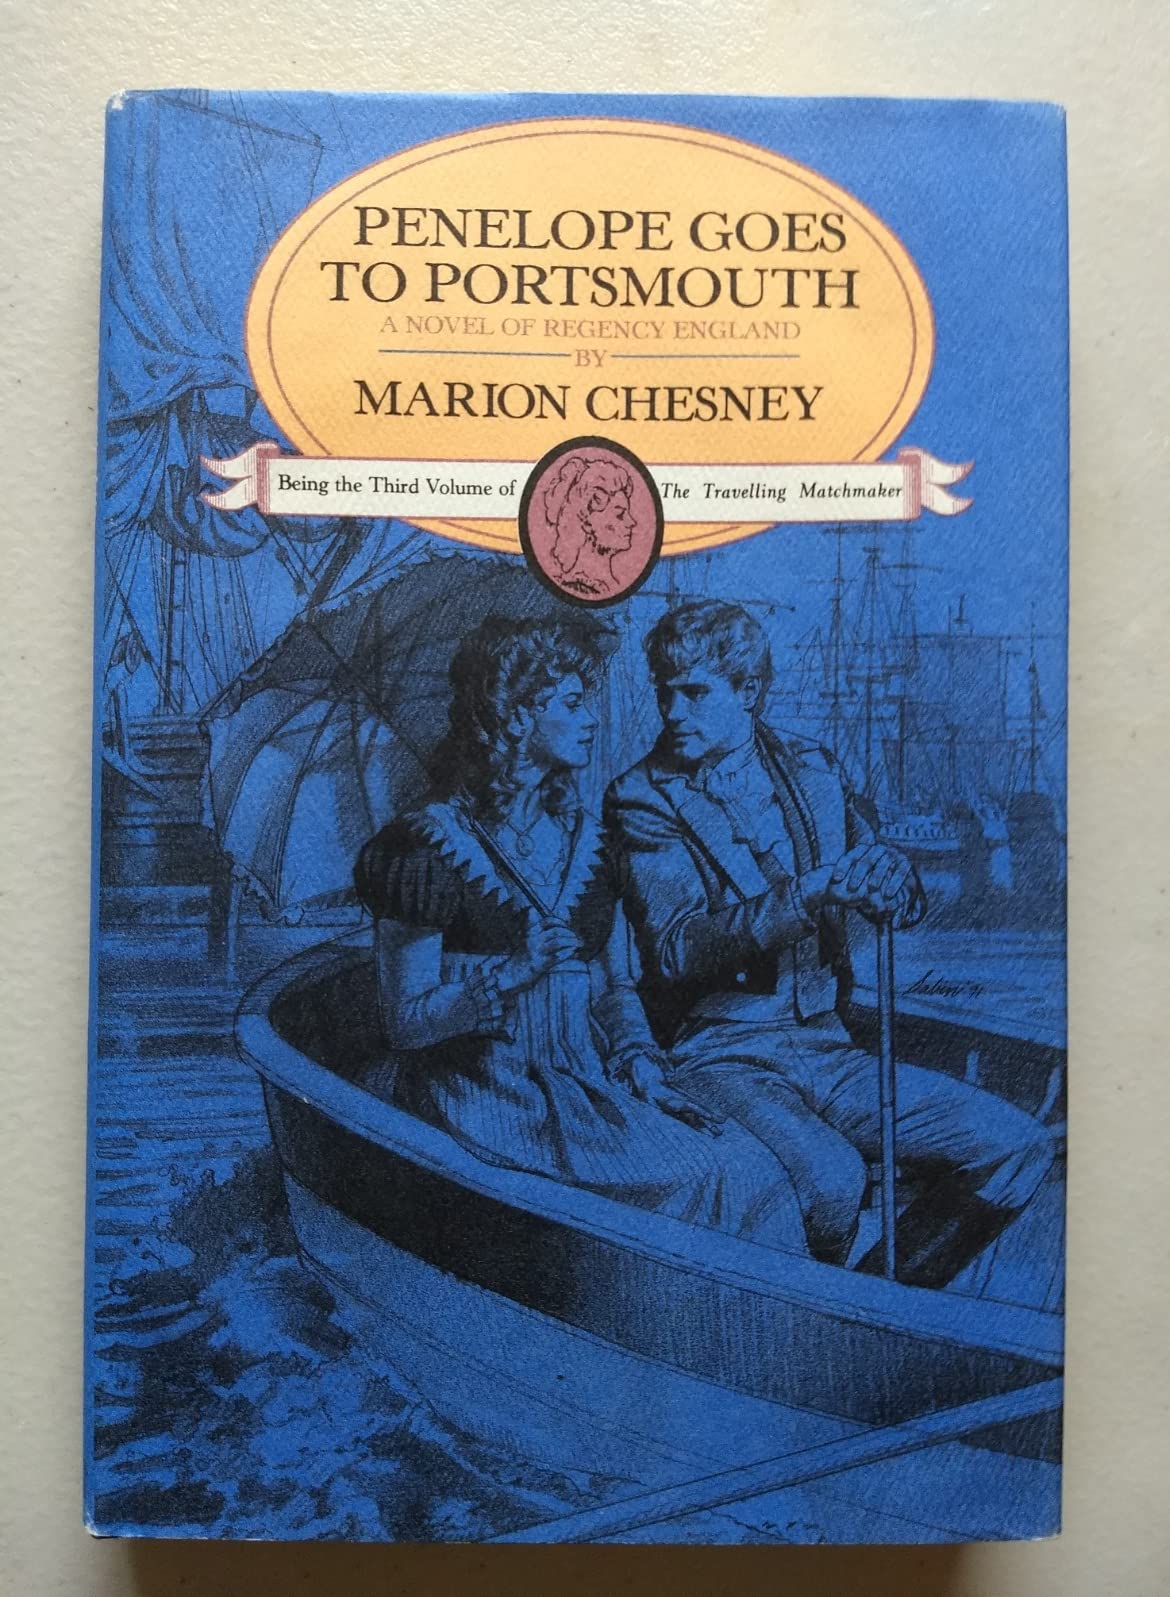 PENELOPE GOES
TO PORTSMOUTH
A NOVEL OF REGENCY ENGLAND
BY
MARION CHESNEY
Being the Third Volume of The Travelling Matchmaker